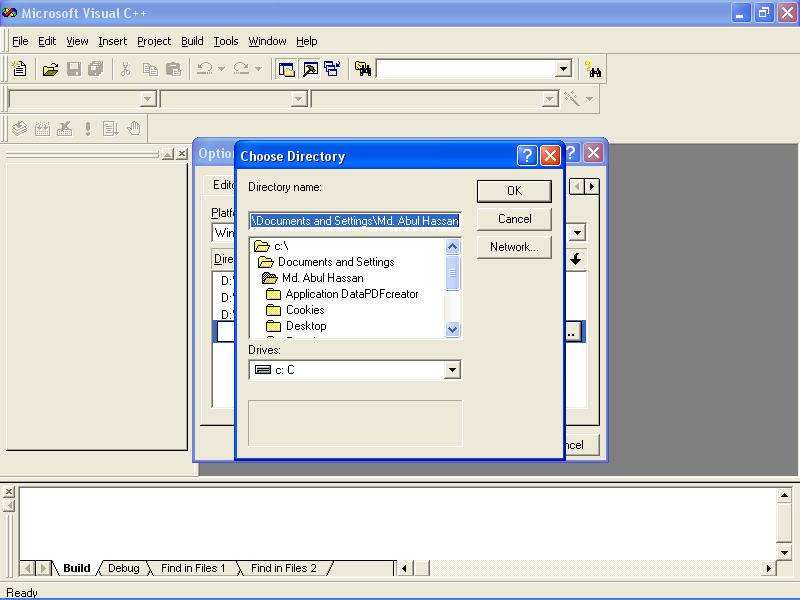 Microsoft Visual C++
File Edit View Insert Project Build Tools Window Help
Choose Directory
Directory name:
\Documents and Settings\Md. Abul Hassan
c:\
Documents and Settings
Md. Abul Hassan
Application DataPDFcreator
Cookies
Desktop
Drives:
c: C
OK
Cancel
Network...
Optio
Edito
Platfo
Win
Dire
D:\
D:\
D:\
..
ncel
Build Debug Find in Files 1 Find in Files 2
Ready